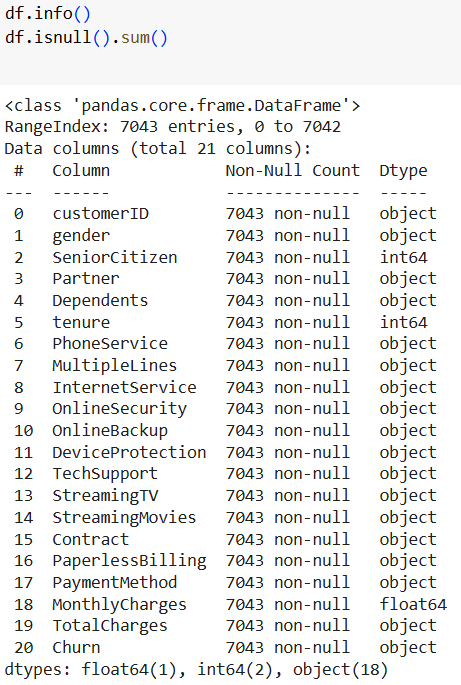 df.info()
df.isnull().sum()
<class 'pandas.core.frame.DataFrame'>
RangeIndex: 7043 entries, 0 to 7042
Data columns (total 21 columns):
 #   Column            Non-Null Count  Dtype
---  ------            --------------  -----
 0   customerID        7043 non-null   object
 1   gender            7043 non-null   object
 2   SeniorCitizen     7043 non-null   int64
 3   Partner           7043 non-null   object
 4   Dependents        7043 non-null   object
 5   tenure            7043 non-null   int64
 6   PhoneService      7043 non-null   object
 7   MultipleLines     7043 non-null   object
 8   InternetService   7043 non-null   object
 9   OnlineSecurity    7043 non-null   object
 10  OnlineBackup      7043 non-null   object
 11  DeviceProtection  7043 non-null   object
 12  TechSupport       7043 non-null   object
 13  StreamingTV       7043 non-null   object
 14  StreamingMovies   7043 non-null   object
 15  Contract          7043 non-null   object
 16  PaperlessBilling  7043 non-null   object
 17  PaymentMethod     7043 non-null   object
 18  MonthlyCharges    7043 non-null   float64
 19  TotalCharges      7043 non-null   object
 20  Churn             7043 non-null   object
dtypes: float64(1), int64(2), object(18)